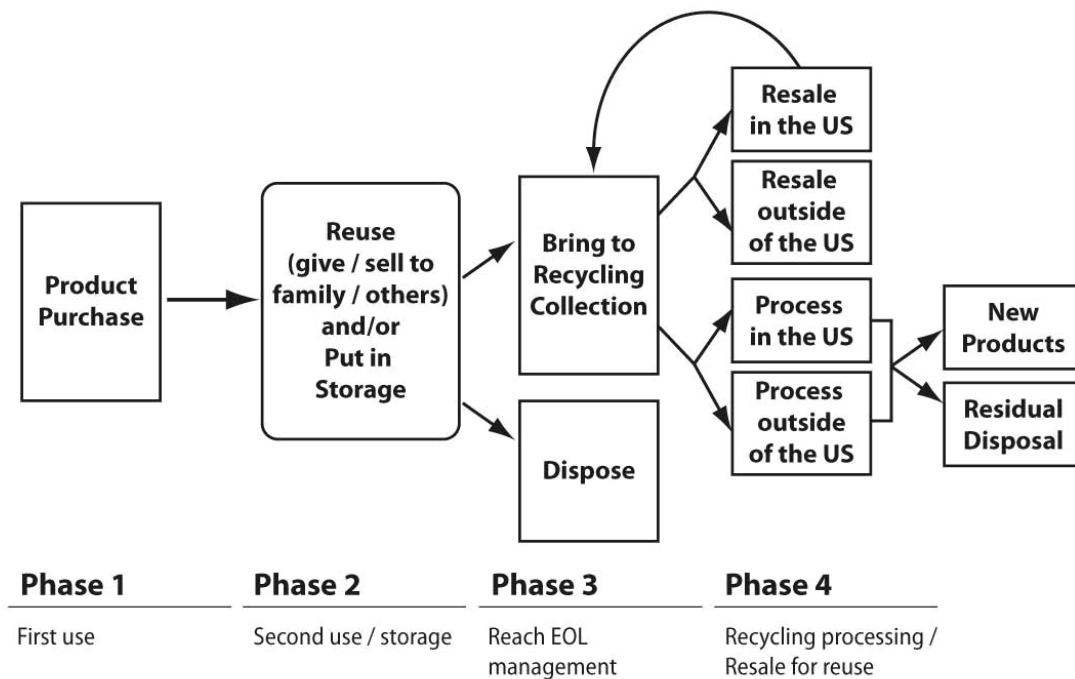 Product
Purchase
Reuse
(give / sell to
family / others)
and/or
Put in
Storage
Bring to
Recycling
Collection
Dispose
Resale
in the US
Resale
outside
of the US
Process
in the US
Process
outside
of the US
New
Products
Residual
Disposal
Phase 1
First use
Phase 2
Second use / storage
Phase 3
Reach EOL
management
Phase 4
Recycling processing /
Resale for reuse